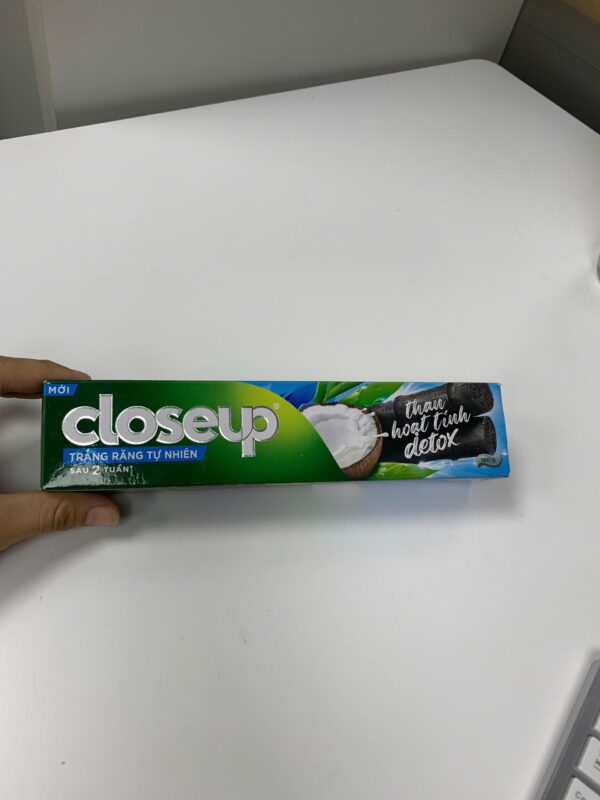 MỚI
closeup
TRẮNG RĂNG TỰ NHIÊN
SAU 2 TUẦN
than
hoạt tính
detox